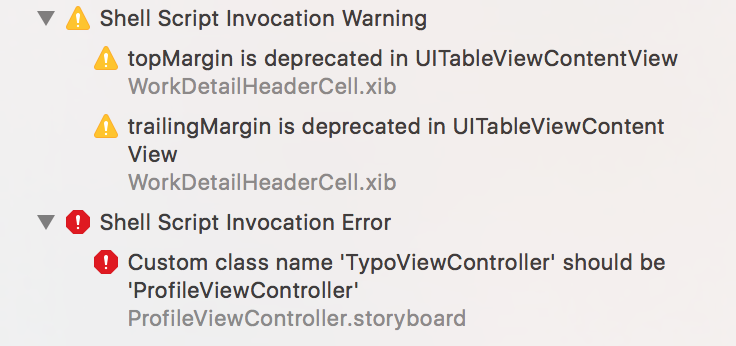 Shell Script Invocation Warning
topMargin is deprecated in UITableViewContentView
WorkDetailHeaderCell.xib
trailingMargin is deprecated in UITableViewContent
View
WorkDetailHeaderCell.xib
Shell Script Invocation Error
Custom class name 'TypoViewController' should be
'ProfileViewController'
ProfileViewController.storyboard